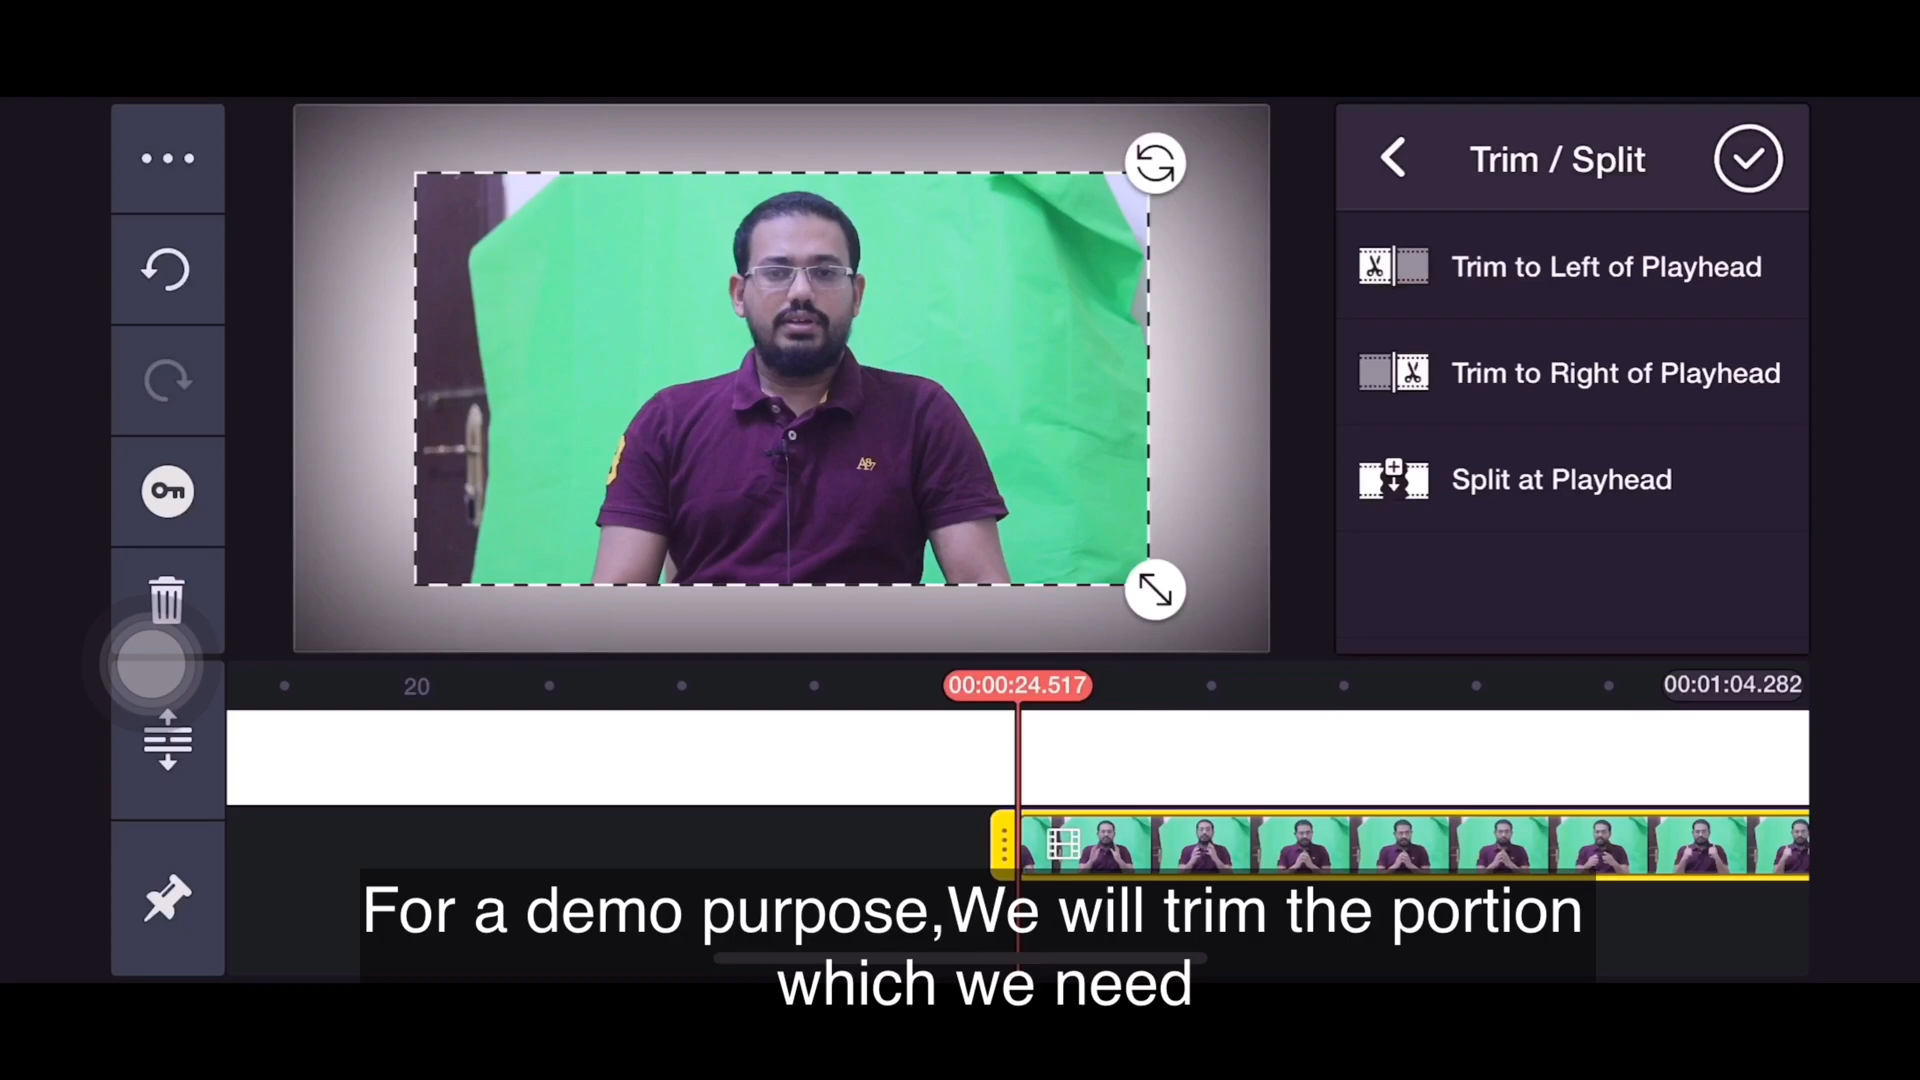 Trim / Split
Trim to Left of Playhead
Trim to Right of Playhead
Split at Playhead
20
00:00:24.517
00:01:04.282
For a demo purpose,We will trim the portion
which we need